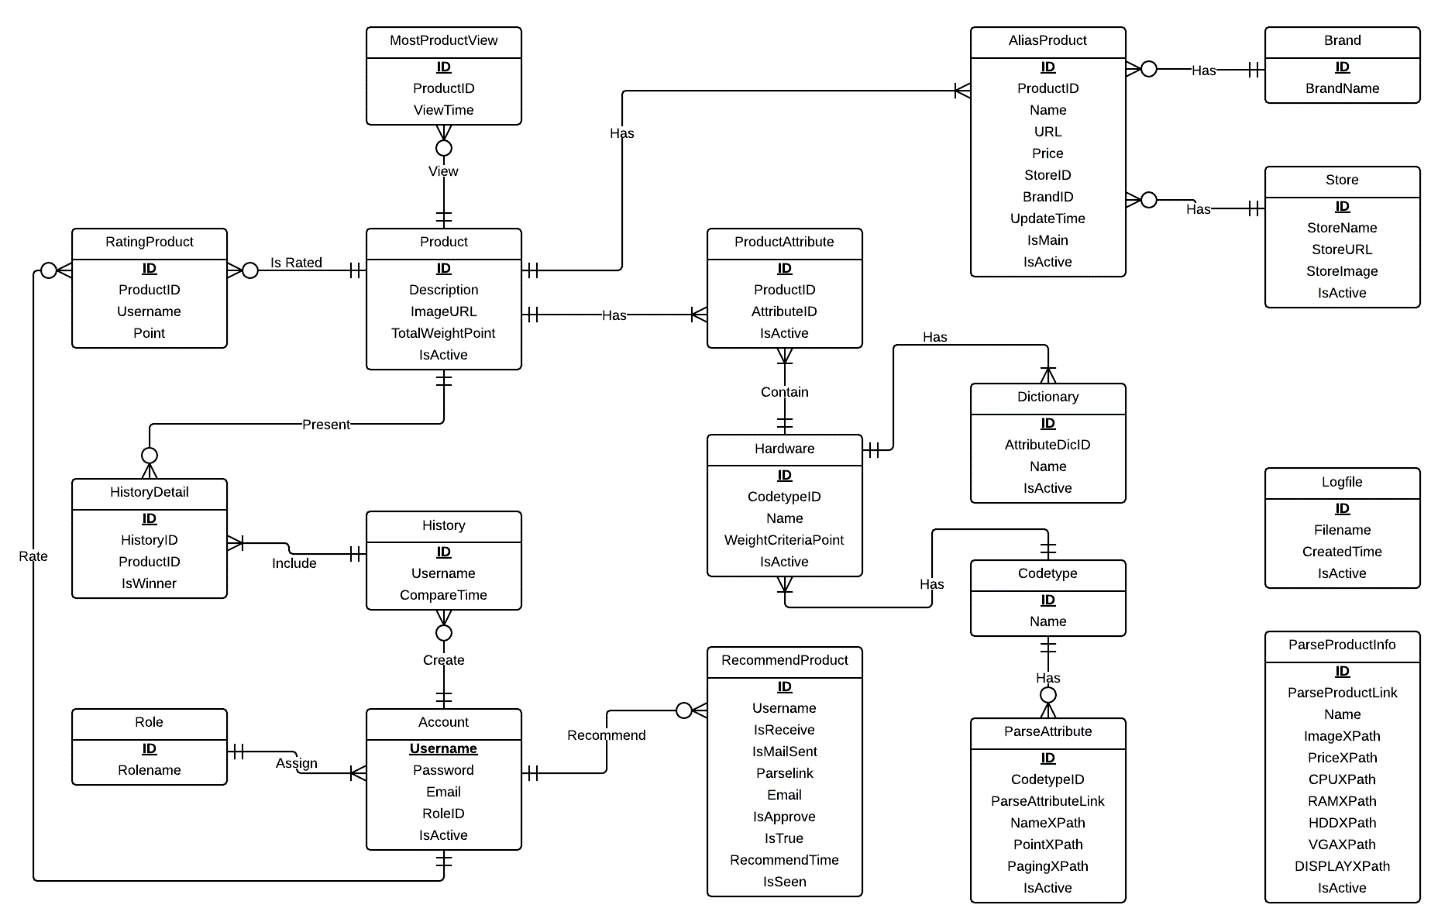 MostProductView
ID
ProductID
ViewTime
View
AliasProduct
ID
ProductID
Name
URL
Price
StoreID
BrandID
UpdateTime
IsMain
IsActive
Has
Brand
ID
BrandName
Has
Has
Store
ID
StoreName
StoreURL
StoreImage
IsActive
RatingProduct
ID
ProductID
Username
Point
Is Rated
Product
ID
Description
ImageURL
TotalWeightPoint
IsActive
Has
ProductAttribute
ID
ProductID
AttributeID
IsActive
Contain
Has
Dictionary
ID
AttributeDicID
Name
IsActive
Present
Hardware
ID
CodetypeID
Name
WeightCriteriaPoint
IsActive
HistoryDetail
ID
HistoryID
ProductID
IsWinner
Include
History
ID
Username
CompareTime
Rate
Has
Codetype
ID
Name
Logfile
ID
Filename
CreatedTime
IsActive
Create
Role
ID
Rolename
Assign
Account
Username
Password
Email
RoleID
IsActive
Recommend
RecommendProduct
ID
Username
IsReceive
IsMailSent
Parselink
Email
IsApprove
IsTrue
RecommendTime
IsSeen
Has
ParseAttribute
ID
CodetypeID
ParseAttributeLink
NameXPath
PointXPath
PagingXPath
IsActive
ParseProductInfo
ID
ParseProductLink
Name
ImageXPath
PriceXPath
CPUXPath
RAMXPath
HDDXPath
VGAXPath
DISPLAYXPath
IsActive